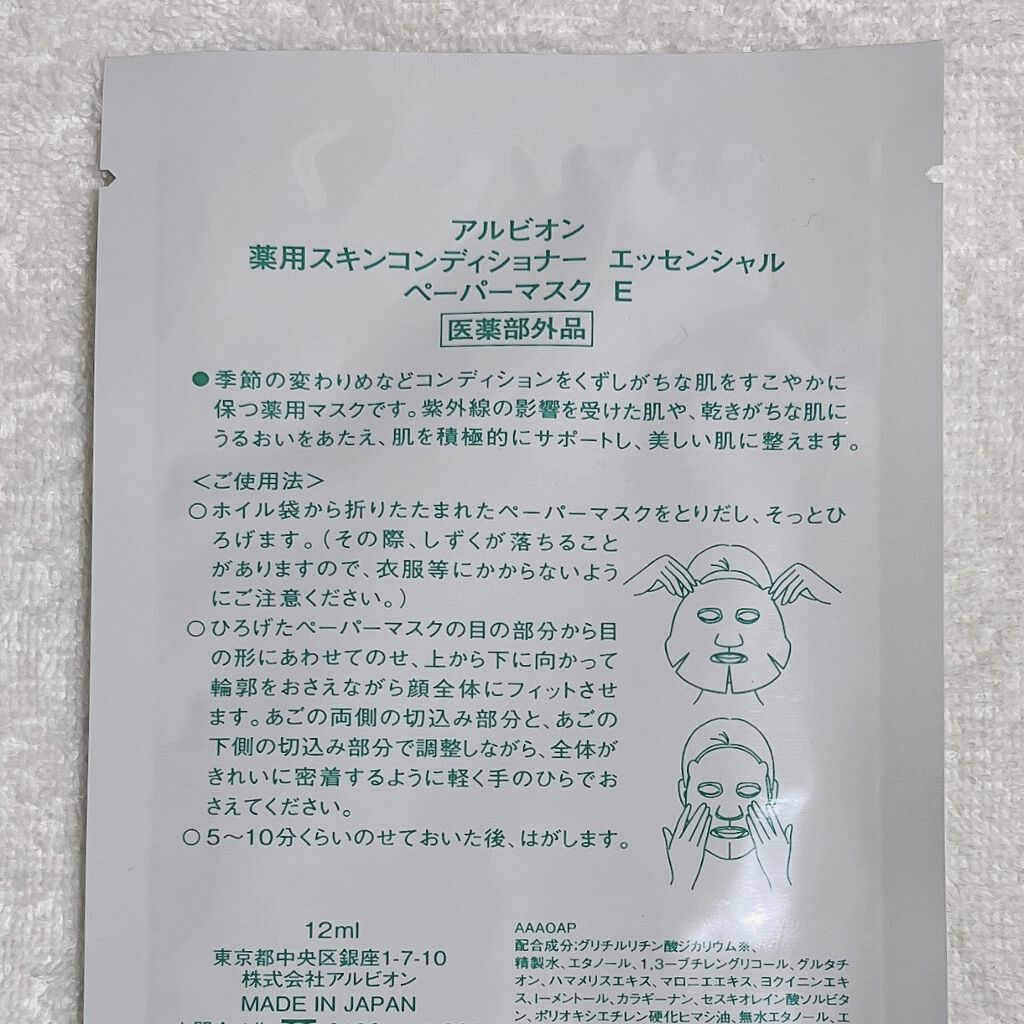 アルビオン
薬用スキンコンディショナー エッセンシャル
ペーパーマスク E
医薬部外品
●季節の変わりめなどコンディションをくずしがちな肌をすこやかに
保つ薬用マスクです。紫外線の影響を受けた肌や、乾きがちな肌に
うるおいをあたえ、肌を積極的にサポートし、美しい肌に整えます。
＜ご使用法＞
○ホイル袋から折りたたまれたペーパーマスクをとりだし、そっとひ
ろげます。（その際、しずくが落ちること
がありますので、衣服等にかからないよう
にご注意ください。）
○ひろげたペーパーマスクの目の部分から目
の形にあわせてのせ、上から下に向かって
輪郭をおさえながら顔全体にフィットさせ
ます。あごの両側の切込み部分と、あごの
下側の切込み部分で調整しながら、全体が
きれいに密着するように軽く手のひらでお
さえてください。
○5～10分くらいのせておいた後、はがします。
12ml
東京都中央区銀座1-7-10
株式会社アルビオン
MADE IN JAPAN
AAAOAP
配合成分:グリチルリチン酸ジカリウム※、
精製水、エタノール、1,3－ブチレングリコール、グルタチ
オン、ハマメリスエキス、マロニエエキス、ヨクイニンエキ
ス、l－メントール、カラギーナン、セスキオレイン酸ソルビタ
ン、ポリオキシエチレン硬化ヒマシ油、無水エタノール、エ